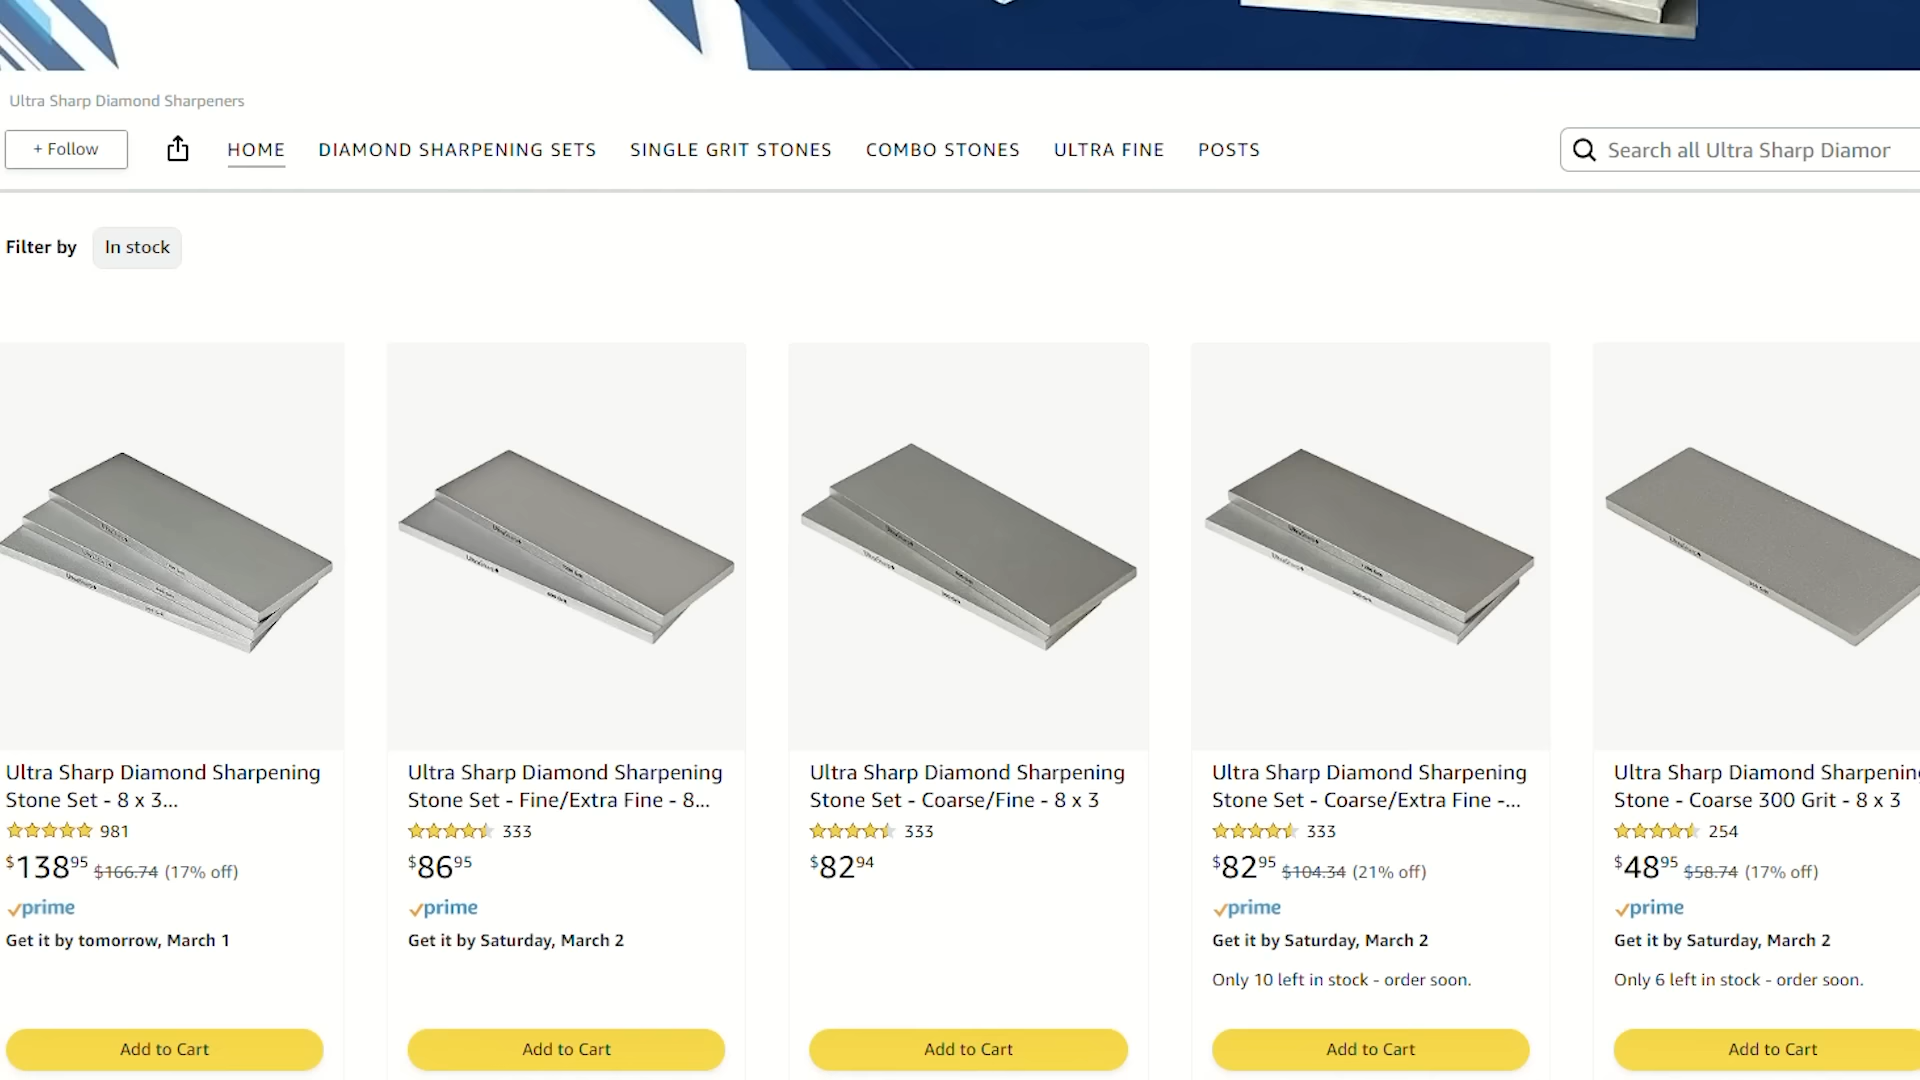 Ultra Sharp Diamond Sharpeners
+ Follow
HOME
DIAMOND SHARPENING SETS
SINGLE GRIT STONES
COMBO STONES
ULTRA FINE
POSTS
Search all Ultra Sharp Diamor
Filter by
In stock
Ultra Sharp Diamond Sharpening
Stone Set - 8 x 3...
981
$138.95 $166.74 (17% off)
prime
Get it by tomorrow, March 1
Add to Cart
Ultra Sharp Diamond Sharpening
Stone Set - Fine/Extra Fine - 8...
333
$86.95
prime
Get it by Saturday, March 2
Add to Cart
Ultra Sharp Diamond Sharpening
Stone Set - Coarse/Fine - 8 x 3
333
$82.94
Add to Cart
Ultra Sharp Diamond Sharpening
Stone Set - Coarse/Extra Fine -...
333
$82.95 $104.34 (21% off)
prime
Get it by Saturday, March 2
Only 10 left in stock - order soon.
Add to Cart
Ultra Sharp Diamond Sharpenin
Stone - Coarse 300 Grit - 8 x 3
254
$48.95 $58.74 (17% off)
prime
Get it by Saturday, March 2
Only 6 left in stock - order soon.
Add to Cart